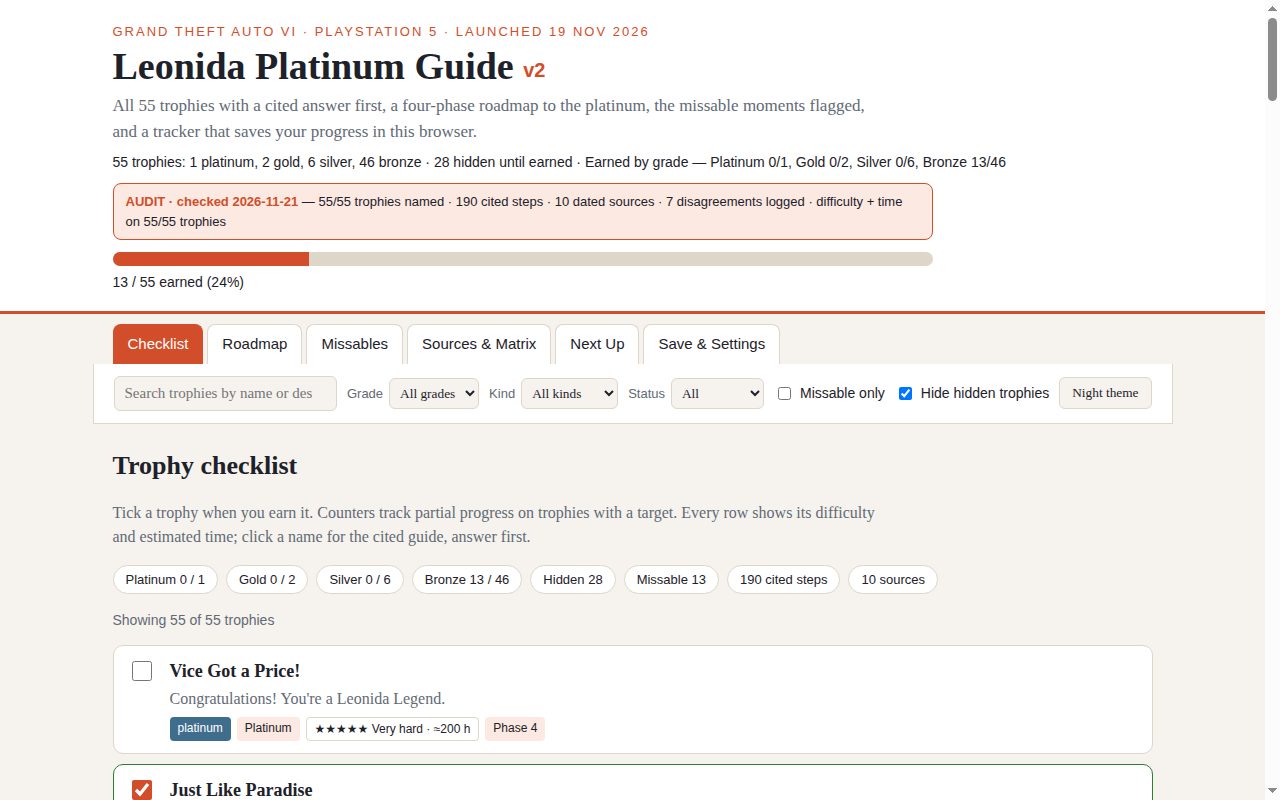 GRAND THEFT AUTO VI · PLAYSTATION 5 · LAUNCHED 19 NOV 2026
Leonida Platinum Guide v2
All 55 trophies with a cited answer first, a four-phase roadmap to the platinum, the missable moments flagged,
and a tracker that saves your progress in this browser.
55 trophies: 1 platinum, 2 gold, 6 silver, 46 bronze · 28 hidden until earned · Earned by grade — Platinum 0/1, Gold 0/2, Silver 0/6, Bronze 13/46
AUDIT · checked 2026-11-21 — 55/55 trophies named · 190 cited steps · 10 dated sources · 7 disagreements logged · difficulty + time
on 55/55 trophies
13 / 55 earned (24%)
Checklist Roadmap Missables Sources & Matrix Next Up Save & Settings
Search trophies by name or des Grade All grades Kind All kinds Status All Missable only Hide hidden trophies Night theme
Trophy checklist
Tick a trophy when you earn it. Counters track partial progress on trophies with a target. Every row shows its difficulty
and estimated time; click a name for the cited guide, answer first.
Platinum 0 / 1 Gold 0 / 2 Silver 0 / 6 Bronze 13 / 46 Hidden 28 Missable 13 190 cited steps 10 sources
Showing 55 of 55 trophies
Vice Got a Price!
Congratulations! You're a Leonida Legend.
platinum Platinum ★★★★★ Very hard · ≈200 h Phase 4
Just Like Paradise